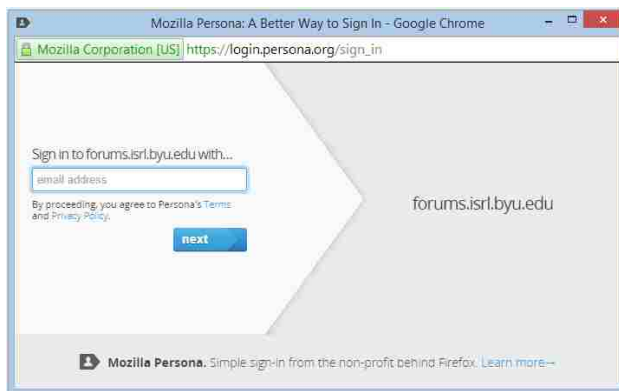 Mozilla Persona: A Better Way to Sign In - Google Chrome
Mozilla Corporation [US] https://login.persona.org/sign_in
Sign in to forums.isrl.byu.edu with...
email address
By proceeding, you agree to Persona's Terms
and Privacy Policy.
next
forums.isrl.byu.edu
Mozilla Persona. Simple sign-in from the non-profit behind Firefox. Learn more→